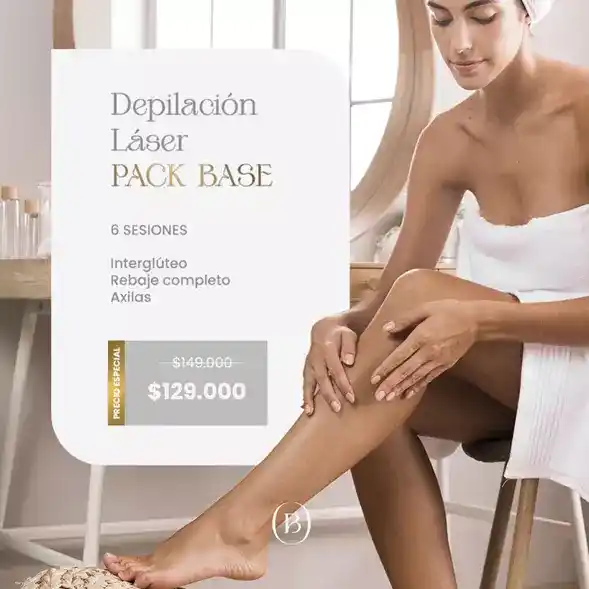 Depilación
Láser
PACK BASE
6 SESIONES
Interglúteo
Rebaje completo
Axilas
PRECIO ESPECIAL
$149.000
$129.000
B